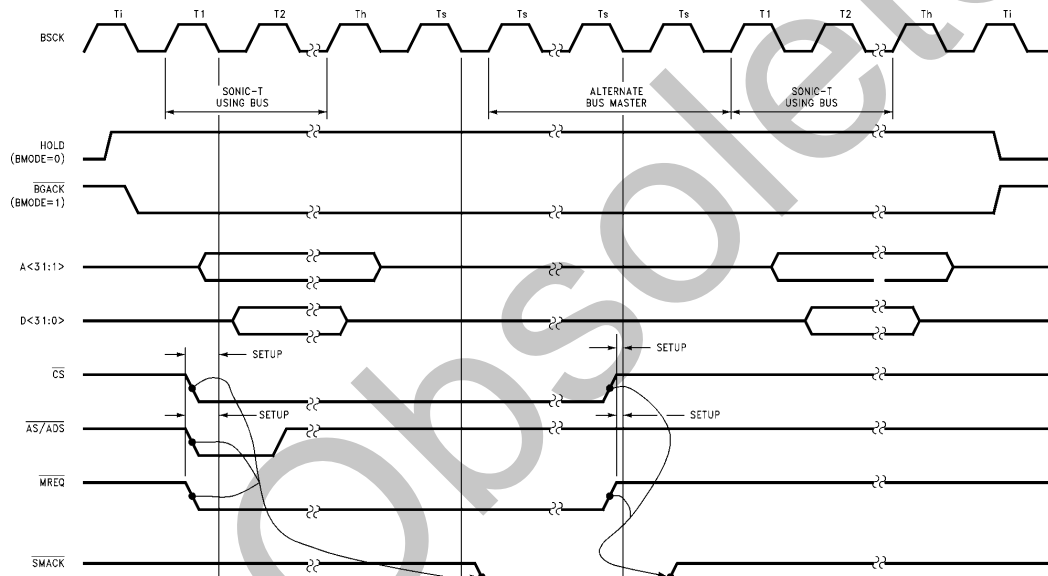 Ti T1 T2 Th Ts Ts Ts Ts T1 T2 Th Ti
BSCK
SONIC-T
USING BUS
ALTERNATE
BUS MASTER
SONIC-T
USING BUS
HOLD
(BMODE=0)
BGACK
(BMODE=1)
A<31:1>
D<31:0>
SETUP
SETUP
CS
SETUP
SETUP
AS/ADS
MREQ
SMACK
Obsolete